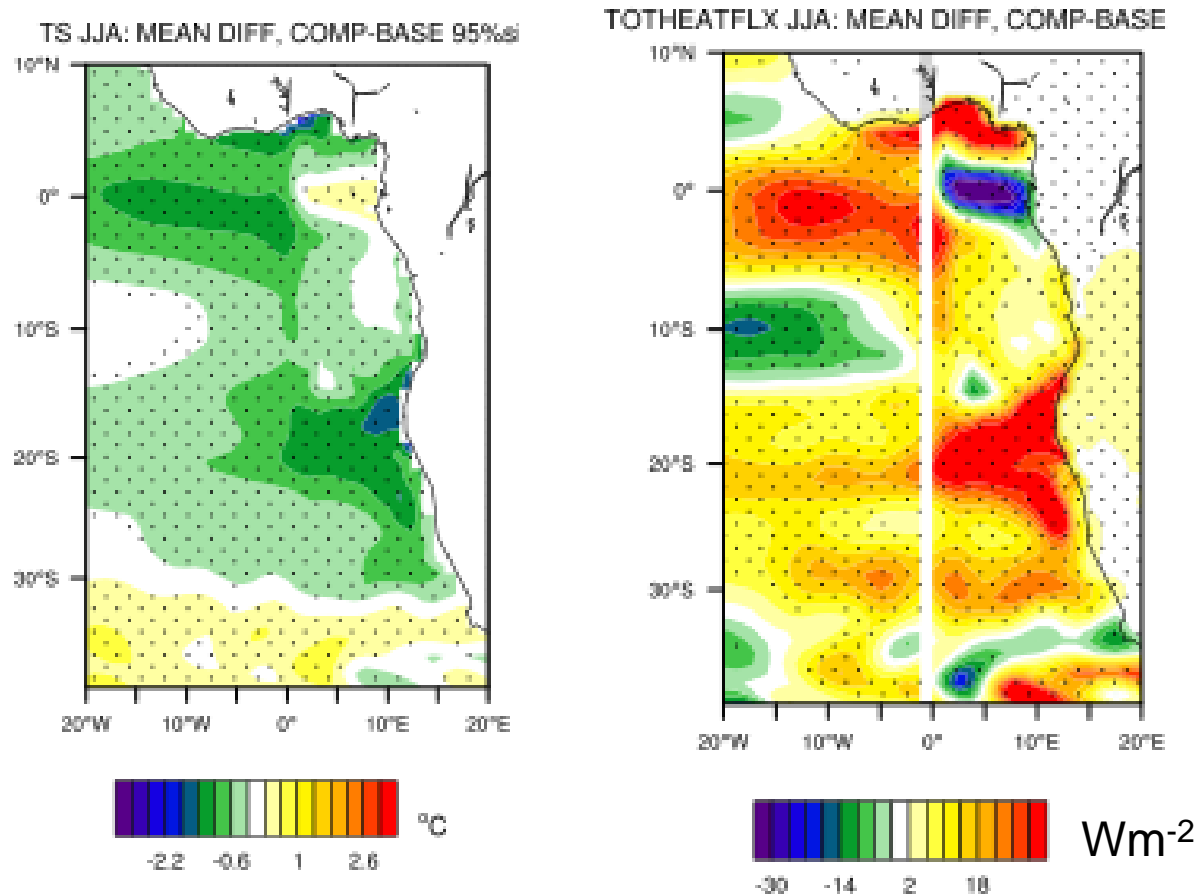 TS JJA: MEAN DIFF, COMP-BASE 95%si
10°N
0°
10°S
20°S
30°S
20°W 10°W 0° 10°E 20°E
-2.2 -0.6 1 2.6
°C
TOTHEATFLX JJA: MEAN DIFF, COMP-BASE
10°N
0°
10°S
20°S
30°S
20°W 10°W 0° 10°E 20°E
-30 -14 2 18
Wm-2